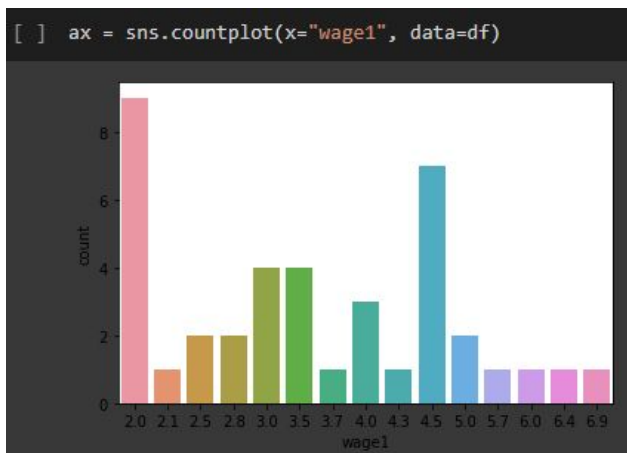 [ ] ax = sns.countplot(x="wage1", data=df)
8
6
count
4
2
0
2.0 2.1 2.5 2.8 3.0 3.5 3.7 4.0 4.3 4.5 5.0 5.7 6.0 6.4 6.9
wage1